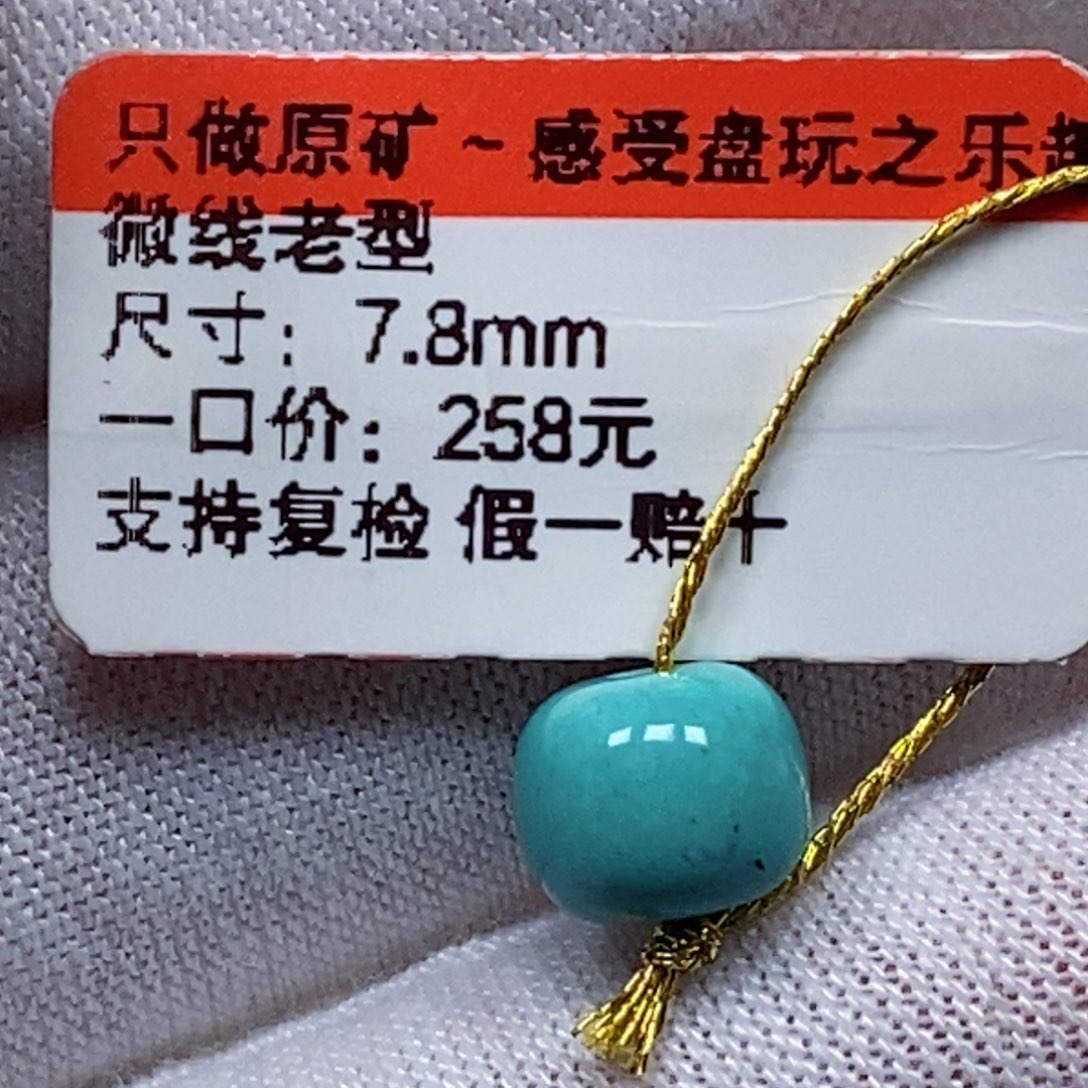 只做原矿~感受盘玩之乐趣
微线老型
尺寸：7.8mm
一口价：258元
支持复检 假一赔十